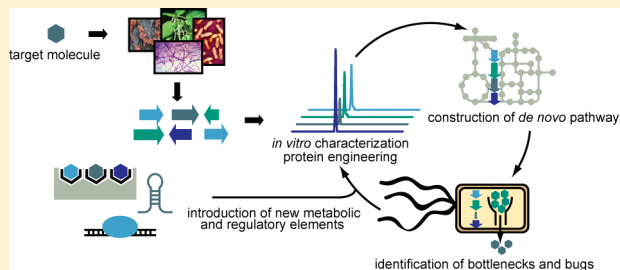 target molecule
in vitro characterization
protein engineering
construction of de novo pathway
introduction of new metabolic
and regulatory elements
identification of bottlenecks and bugs